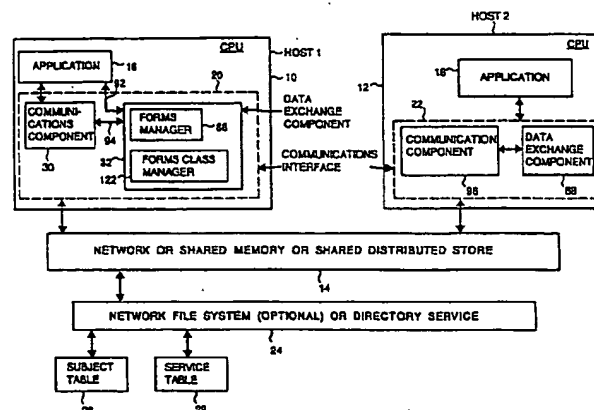 HOST 2
CPU
HOST 1
CPU
APPLICATION
16
20
10
12
18
APPLICATION
COMMUNI-
CATIONS
COMPONENT
30
94
FORMS
MANAGER
DATA
EXCHANGE
COMPONENT
22
32
FORMS CLASS
MANAGER
122
COMMUNICATIONS
INTERFACE
COMMUNICATION
COMPONENT
DATA
EXCHANGE
COMPONENT
NETWORK OR SHARED MEMORY OR SHARED DISTRIBUTED STORE
14
NETWORK FILE SYSTEM (OPTIONAL) OR DIRECTORY SERVICE
24
SUBJECT
TABLE
SERVICE
TABLE